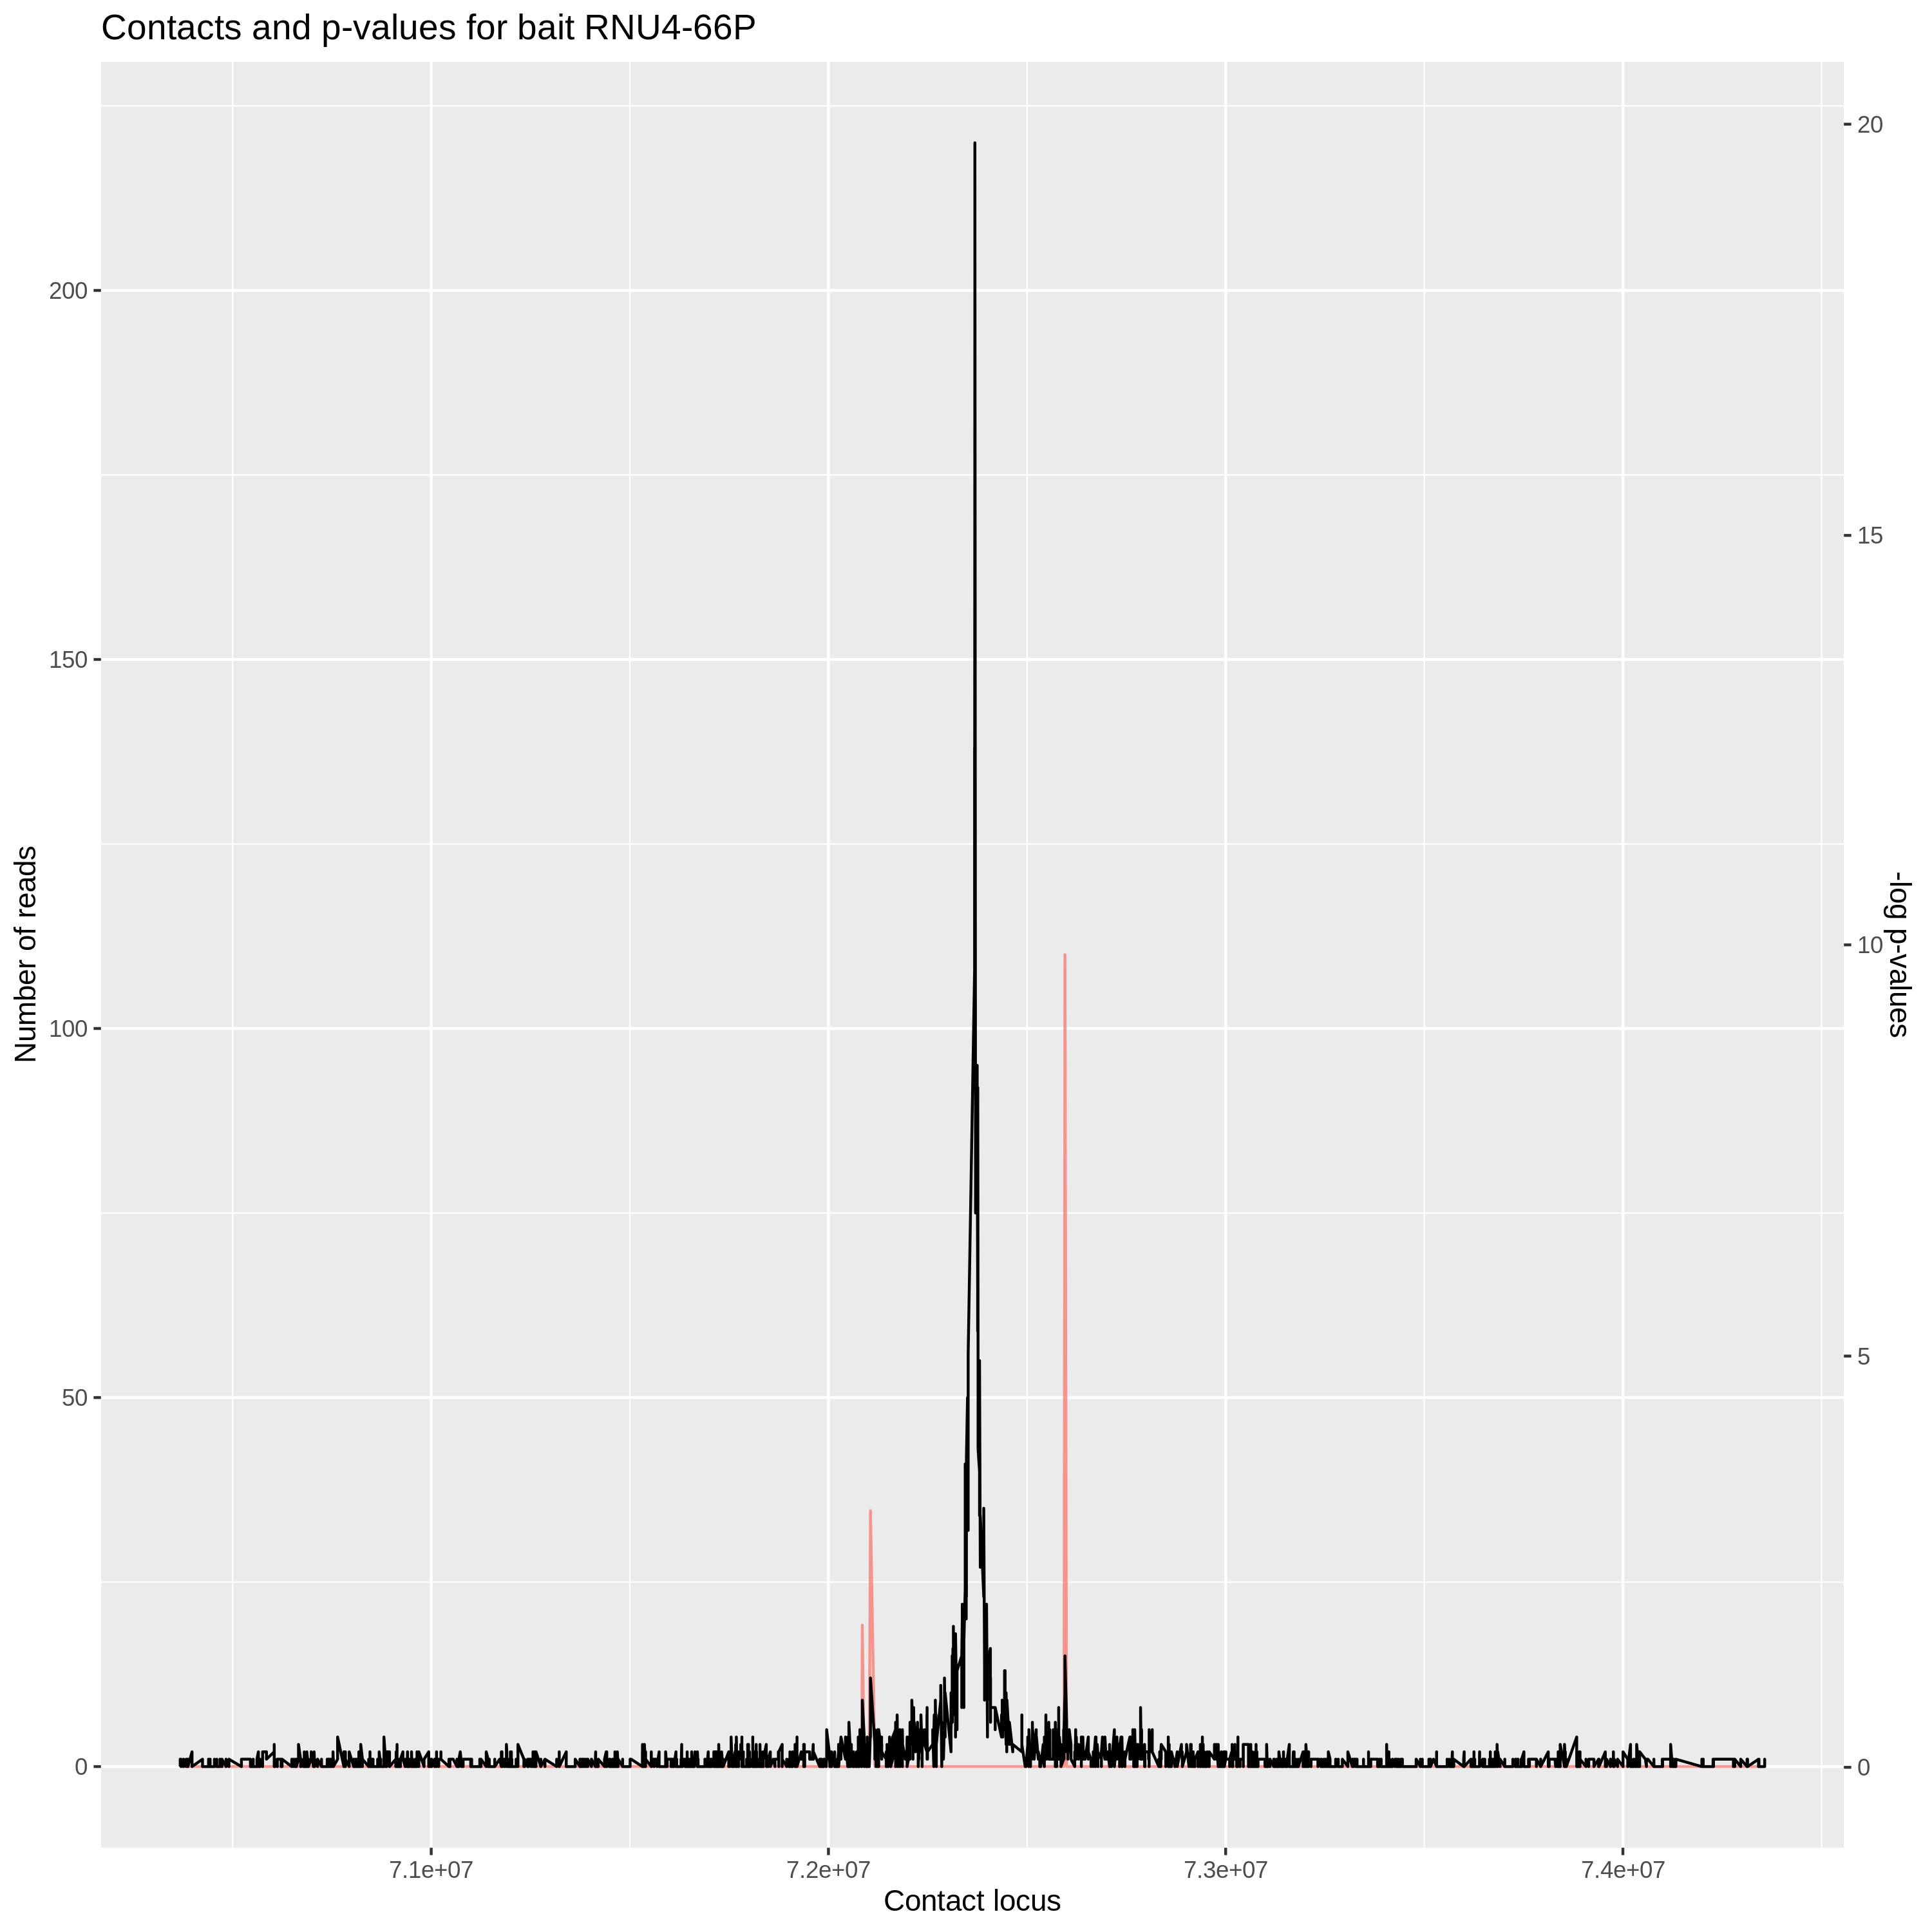 Contacts and p-values for bait RNU4-66P
Number of reads
200
150
100
50
0
20
15
10
5
0
-log p-values
7.1e+07
7.2e+07
7.3e+07
7.4e+07
Contact locus